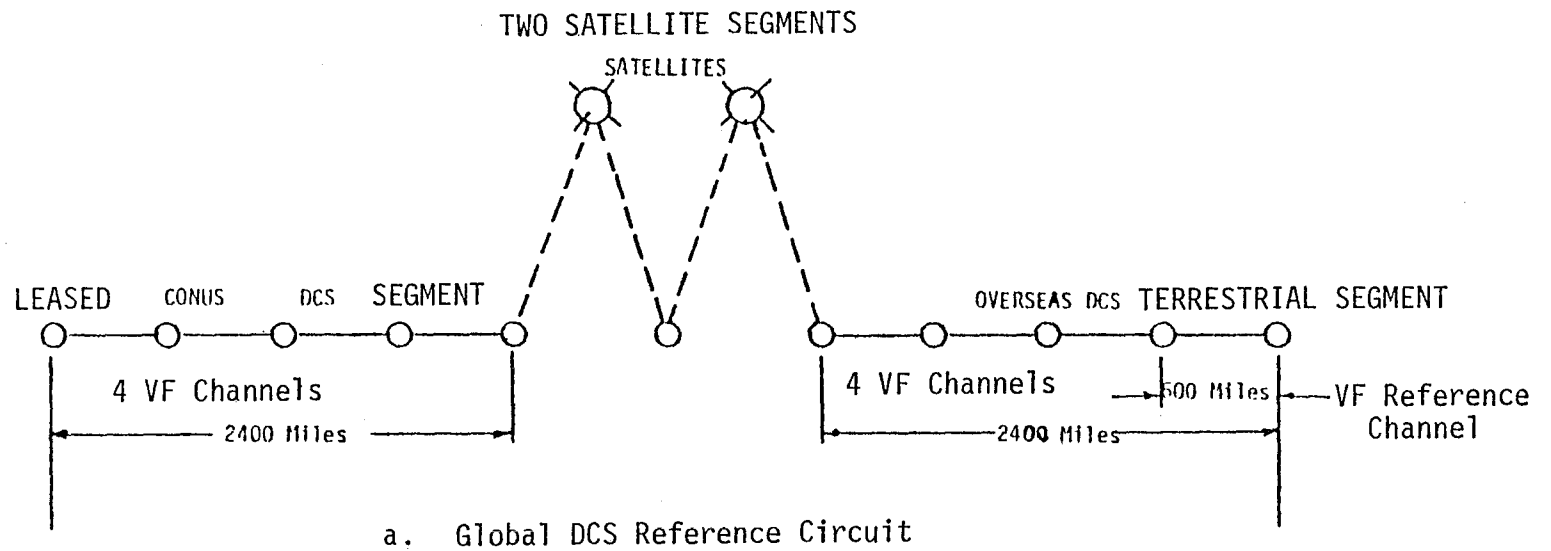 TWO SATELLITE SEGMENTS
SATELLITES
LEASED CONUS DCS SEGMENT
OVERSEAS DCS TERRESTRIAL SEGMENT
4 VF Channels
4 VF Channels
600 Miles
VF Reference
Channel
2400 Miles
2400 Miles
a. Global DCS Reference Circuit